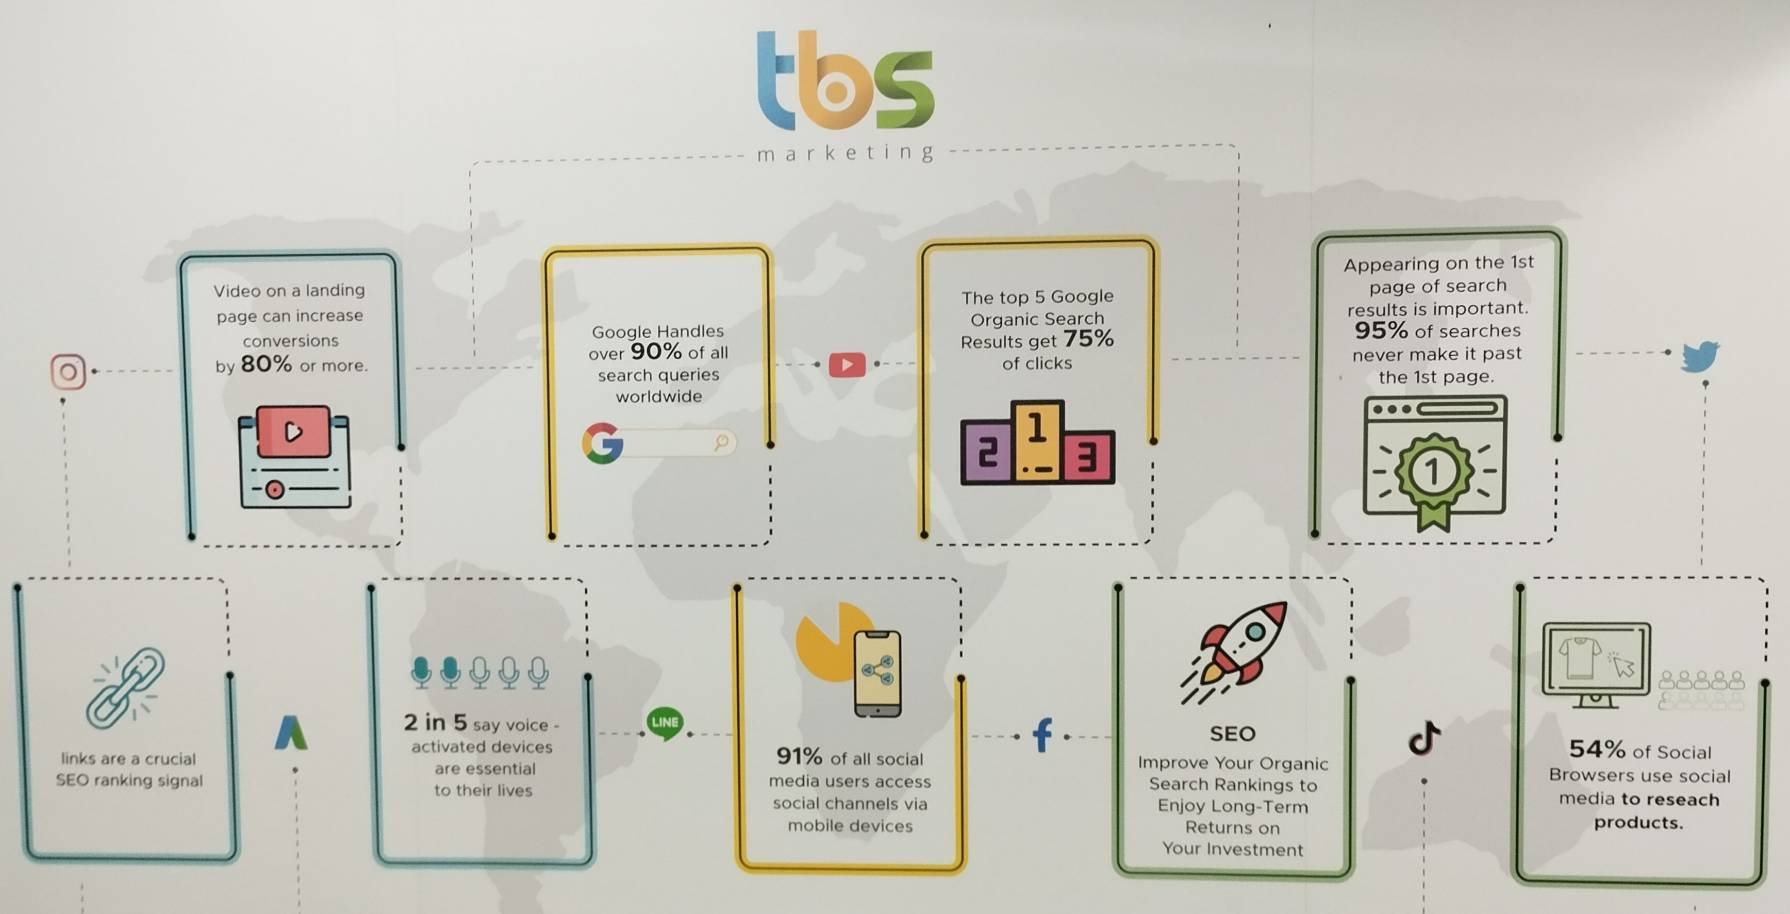 tbs
marketing
Video on a landing
page can increase
conversions
by 80% or more.
Google Handles
over 90% of all
search queries
worldwide
G
The top 5 Google
Organic Search
Results get 75%
of clicks
2
1
3
Appearing on the 1st
page of search
results is important.
95% of searches
never make it past
the 1st page.
1
links are a crucial
SEO ranking signal
2 in 5 say voice -
activated devices
are essential
to their lives
LINE
91% of all social
media users access
social channels via
mobile devices
f
SEO
Improve Your Organic
Search Rankings to
Enjoy Long-Term
Returns on
Your Investment
54% of Social
Browsers use social
media to reseach
products.